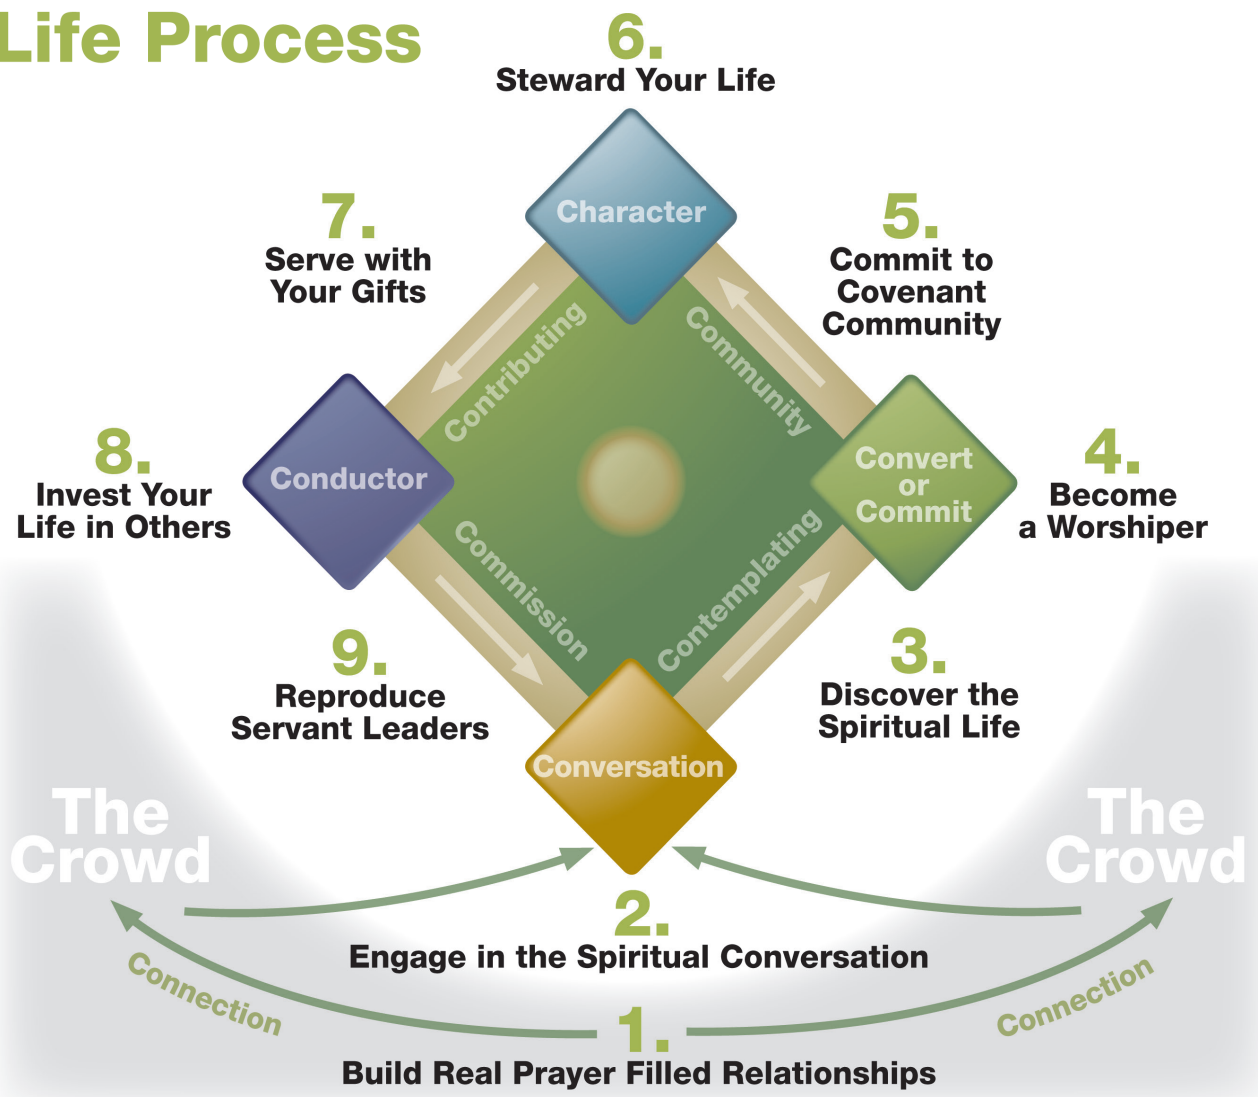 Life Process
6.
Steward Your Life
Character
7.
Serve with
Your Gifts
5.
Commit to
Covenant
Community
Contributing
Community
8.
Invest Your
Life in Others
Conductor
Convert
or
Commit
4.
Become
a Worshiper
Commission
Contemplating
9.
Reproduce
Servant Leaders
3.
Discover the
Spiritual Life
Conversation
The
Crowd
The
Crowd
2.
Engage in the Spiritual Conversation
Connection
Connection
1.
Build Real Prayer Filled Relationships